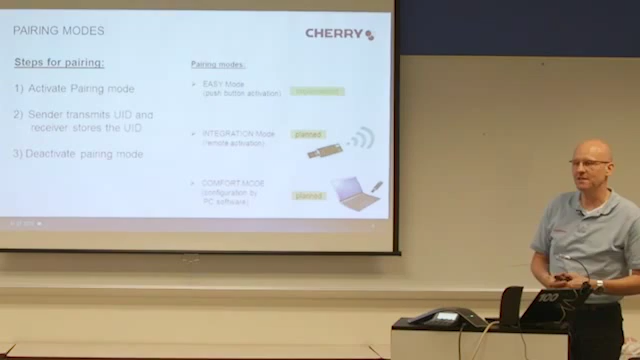 PAIRING MODES
CHERRY
Steps for pairing:
1) Activate Pairing mode
2) Sender transmits UID and
receiver stores the UID
3) Deactivate pairing mode
Pairing modes:
➢ EASY Mode
(push button activation)
implemented
➢ INTEGRATION Mode
(remote activation)
planned
➢ COMFORT MODE
(configuration by
PC software)
planned
100